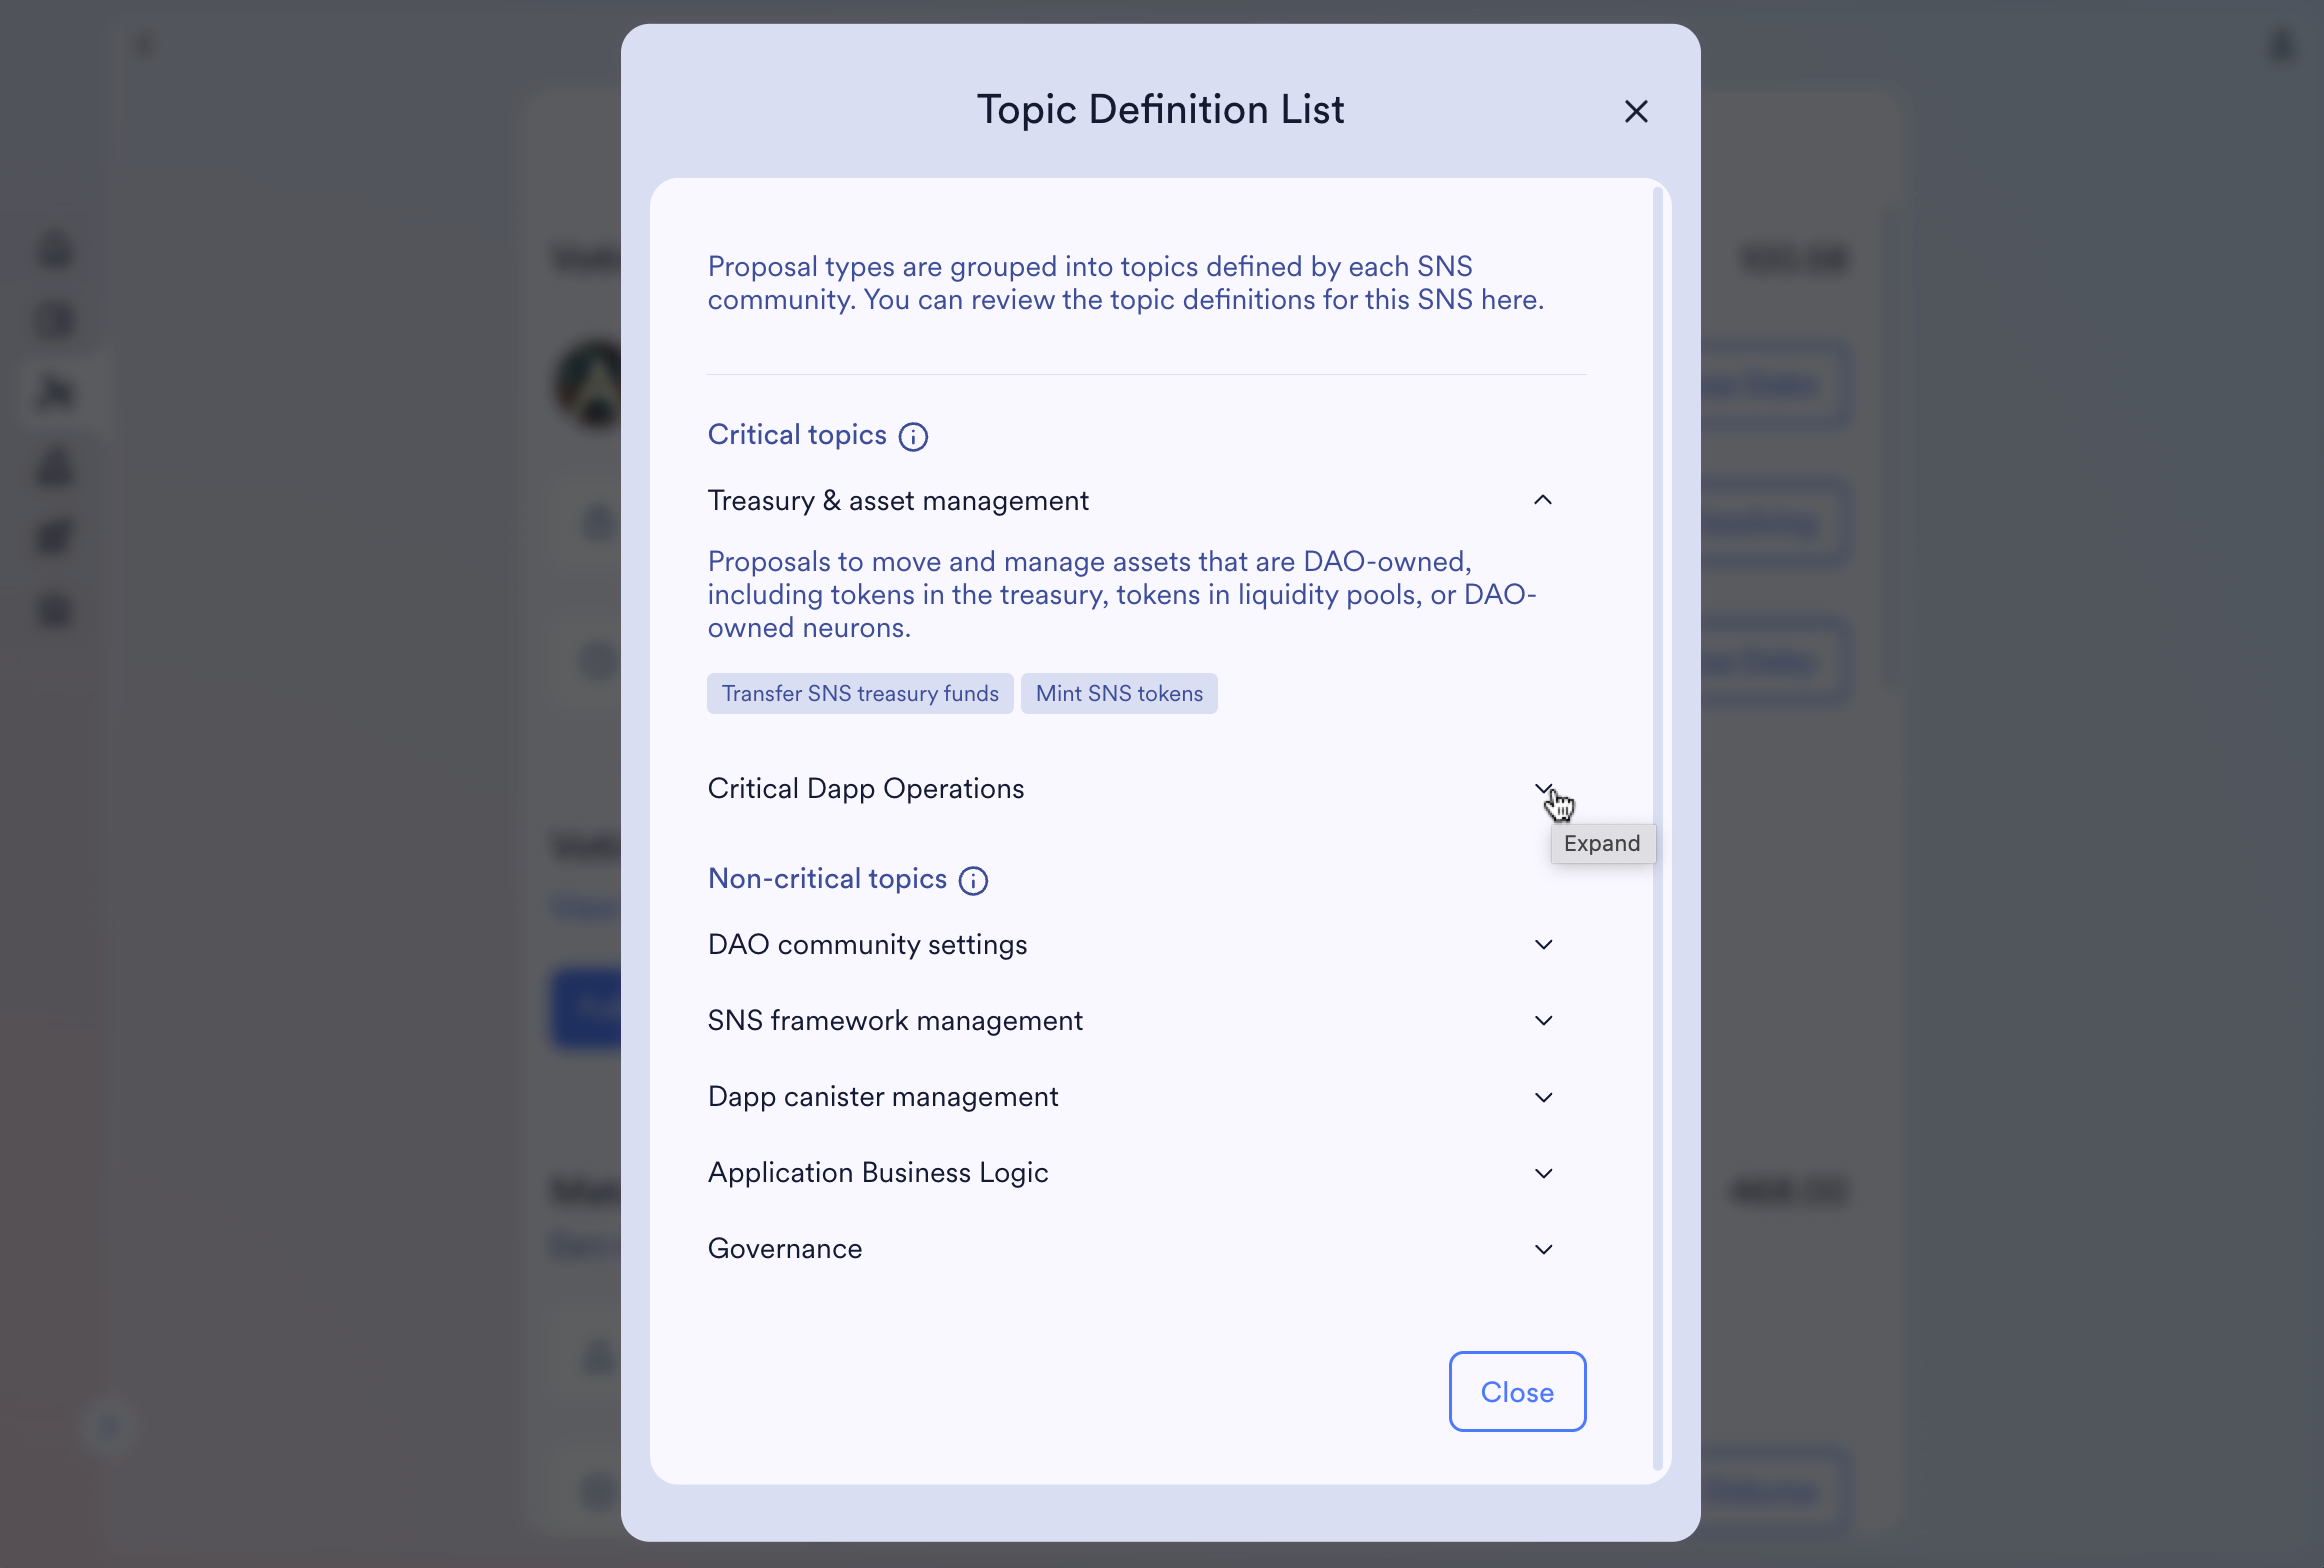 Topic Definition List
Proposal types are grouped into topics defined by each SNS
community. You can review the topic definitions for this SNS here.
Critical topics
Treasury & asset management
Proposals to move and manage assets that are DAO-owned,
including tokens in the treasury, tokens in liquidity pools, or DAO-
owned neurons.
Transfer SNS treasury funds Mint SNS tokens
Critical Dapp Operations
Expand
Non-critical topics
DAO community settings
SNS framework management
Dapp canister management
Application Business Logic
Governance
Close